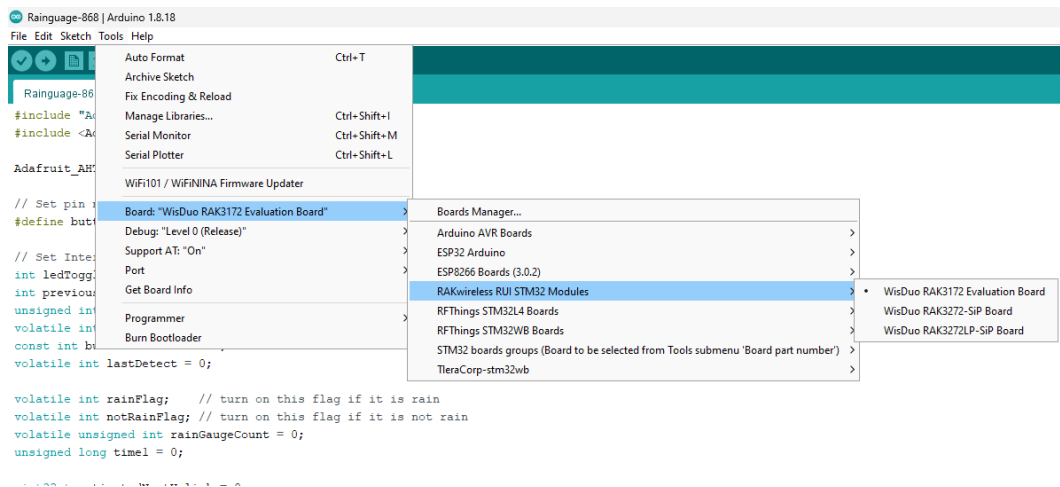 Rainguage-868 | Arduino 1.8.18
File Edit Sketch Tools Help
Rainguage-86
Auto Format Ctrl+T
Archive Sketch
Fix Encoding & Reload
Manage Libraries... Ctrl+Shift+I
Serial Monitor Ctrl+Shift+M
Serial Plotter Ctrl+Shift+L
WiFi101 / WiFiNINA Firmware Updater
Board: "WisDuo RAK3172 Evaluation Board"
Debug: "Level 0 (Release)"
Support AT: "On"
Port
Get Board Info
Programmer
Burn Bootloader
Boards Manager...
Arduino AVR Boards
ESP32 Arduino
ESP8266 Boards (3.0.2)
RAKwireless RUI STM32 Modules
RFThings STM32L4 Boards
RFThings STM32WB Boards
STM32 boards groups (Board to be selected from Tools submenu 'Board part number')
TleraCorp-stm32wb
WisDuo RAK3172 Evaluation Board
WisDuo RAK3272-SiP Board
WisDuo RAK3272LP-SiP Board
#include "A
#include <A
Adafruit_AH
// Set pin
#define but
// Set Inte
int ledToggl
int previou
unsigned int
volatile int
const int b
volatile int lastDetect = 0;
volatile int rainFlag; // turn on this flag if it is rain
volatile int notRainFlag; // turn on this flag if it is not rain
volatile unsigned int rainGaugeCount = 0;
unsigned long time1 = 0;